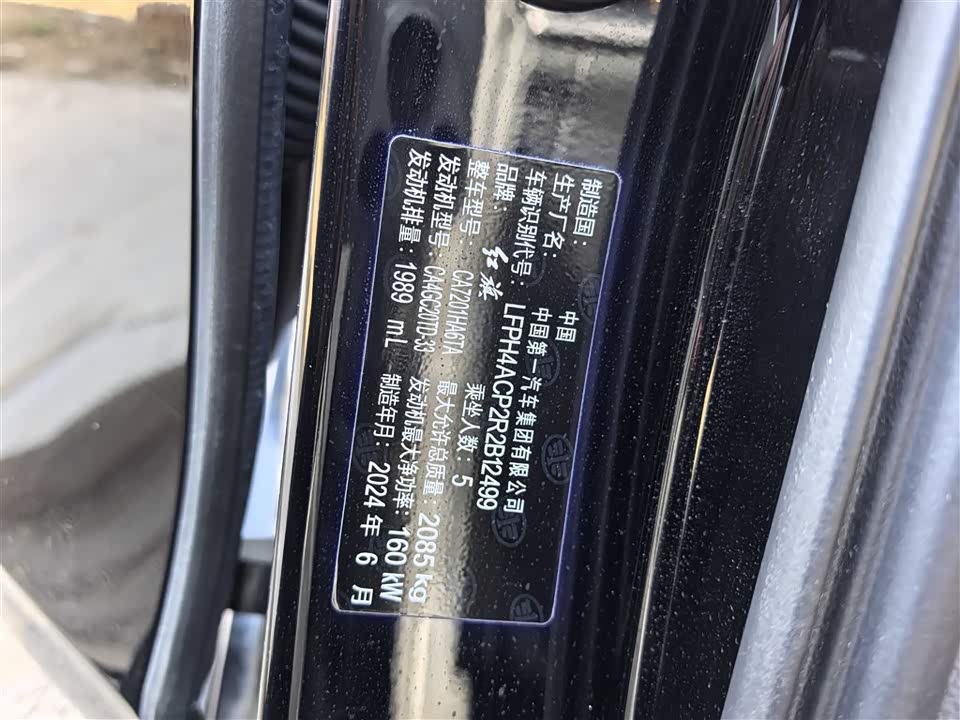 制造国: 中国
生产厂名: 中国第一汽车集团有限公司
车辆识别代号: LFPH4ACP2R2B12499
品牌: 红旗
整车型号: CA7201HA6TA 乘坐人数: 5
发动机型号: CA4GC20TD-33 最大允许总质量: 2085 kg
发动机排量: 1989 mL 发动机最大净功率: 160 kW
制造年月: 2024 年 6 月